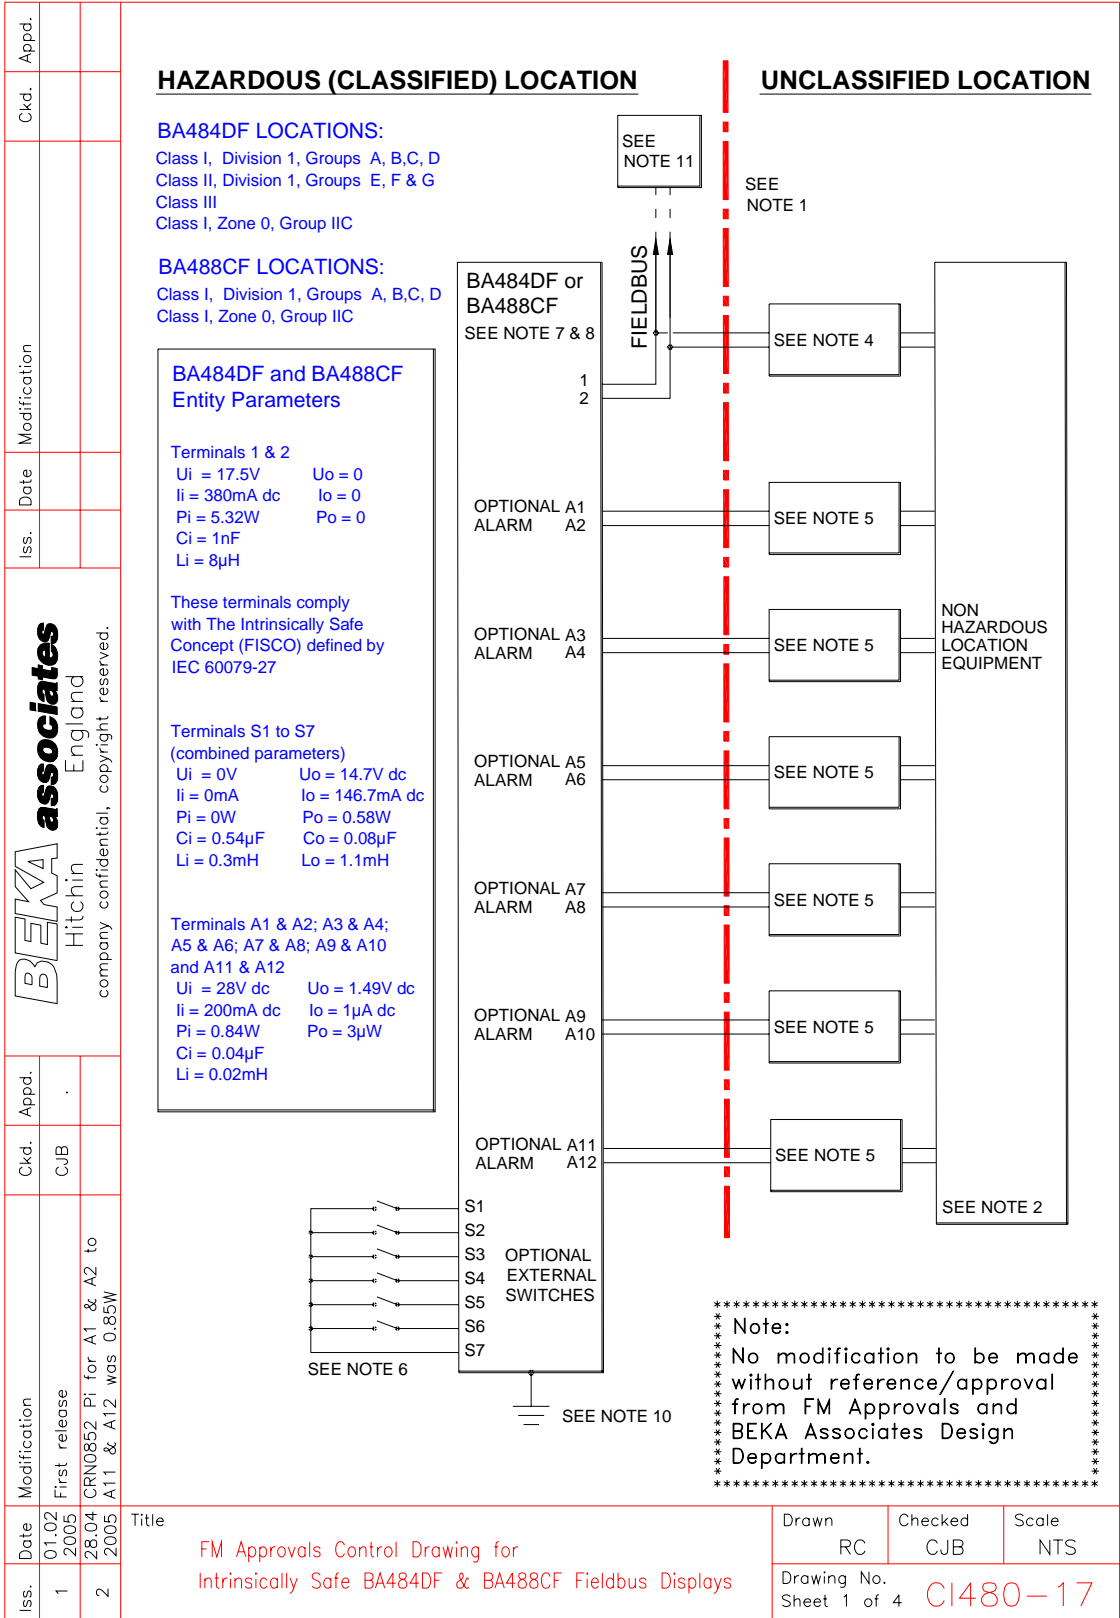 HAZARDOUS (CLASSIFIED) LOCATION
UNCLASSIFIED LOCATION
BA484DF LOCATIONS:
Class I, Division 1, Groups A, B,C, D
Class II, Division 1, Groups E, F & G
Class III
Class I, Zone 0, Group IIC
BA488CF LOCATIONS:
Class I, Division 1, Groups A, B,C, D
Class I, Zone 0, Group IIC
SEE
NOTE 11
SEE
NOTE 1
FIELDBUS
BA484DF or
BA488CF
SEE NOTE 7 & 8
1
2
SEE NOTE 4
BA484DF and BA488CF
Entity Parameters
Terminals 1 & 2
Ui = 17.5V Uo = 0
Ii = 380mA dc Io = 0
Pi = 5.32W Po = 0
Ci = 1nF
Li = 8µH
These terminals comply
with The Intrinsically Safe
Concept (FISCO) defined by
IEC 60079-27
Terminals S1 to S7
(combined parameters)
Ui = 0V Uo = 14.7V dc
Ii = 0mA Io = 146.7mA dc
Pi = 0W Po = 0.58W
Ci = 0.54µF Co = 0.08µF
Li = 0.3mH Lo = 1.1mH
Terminals A1 & A2; A3 & A4;
A5 & A6; A7 & A8; A9 & A10
and A11 & A12
Ui = 28V dc Uo = 1.49V dc
Ii = 200mA dc Io = 1µA dc
Pi = 0.84W Po = 3µW
Ci = 0.04µF
Li = 0.02mH
OPTIONAL A1
ALARM A2
SEE NOTE 5
OPTIONAL A3
ALARM A4
SEE NOTE 5
OPTIONAL A5
ALARM A6
SEE NOTE 5
OPTIONAL A7
ALARM A8
SEE NOTE 5
OPTIONAL A9
ALARM A10
SEE NOTE 5
OPTIONAL A11
ALARM A12
SEE NOTE 5
NON
HAZARDOUS
LOCATION
EQUIPMENT
SEE NOTE 2
S1
S2
S3
S4
S5
S6
S7
OPTIONAL
EXTERNAL
SWITCHES
SEE NOTE 6
SEE NOTE 10
Note:
No modification to be made
without reference/approval
from FM Approvals and
BEKA Associates Design
Department.
Title
FM Approvals Control Drawing for
Intrinsically Safe BA484DF & BA488CF Fieldbus Displays
Drawn
RC
Checked
CJB
Scale
NTS
Drawing No.
Sheet 1 of 4
CI480-17
Iss. Date Modification Ckd. Appd.
1 01.02 2005 First release CJB .
2 28.04 2005 CRN0852 Pi for A1 & A2 to
A11 & A12 was 0.85W
BEKA associates
Hitchin England
company confidential, copyright reserved.
Iss. Date Modification Ckd. Appd.